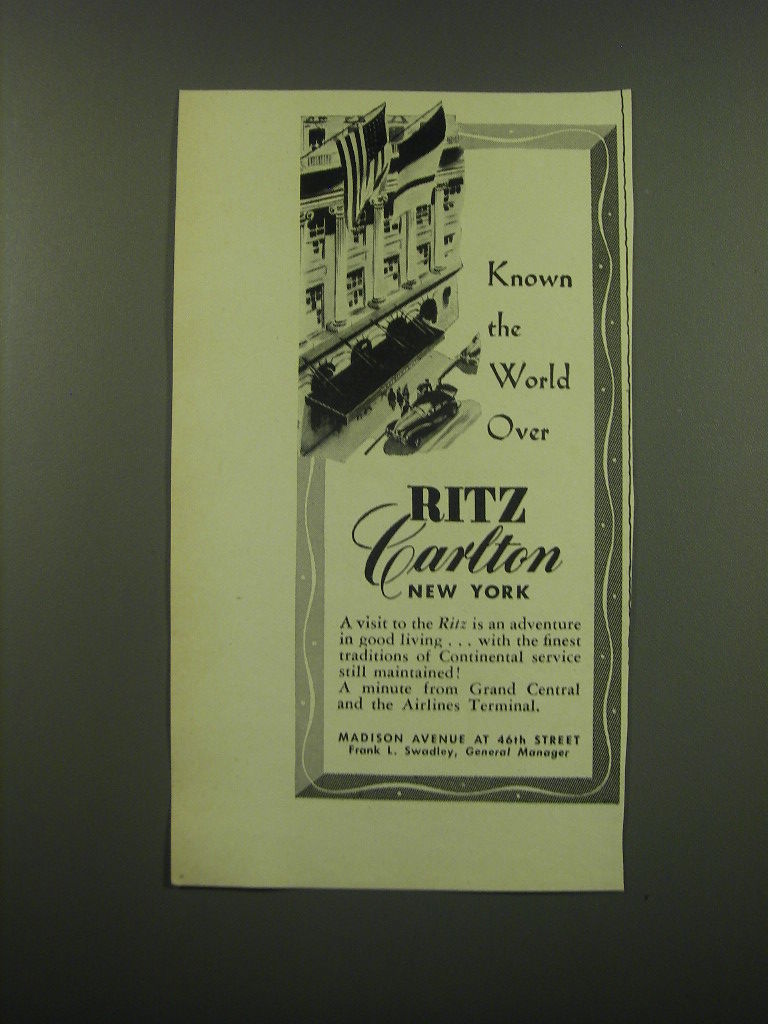 Known
the
World
Over
RITZ
Carlton
NEW YORK
A visit to the Ritz is an adventure
in good living . . . with the finest
traditions of Continental service
still maintained!
A minute from Grand Central
and the Airlines Terminal.
MADISON AVENUE AT 46th STREET
Frank L. Swadley, General Manager